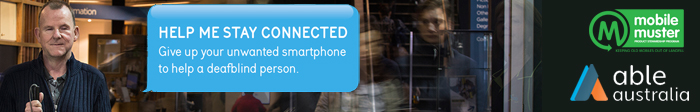 HELP ME STAY CONNECTED
Give up your unwanted smartphone
to help a deafblind person.
mobile
muster
able
australia